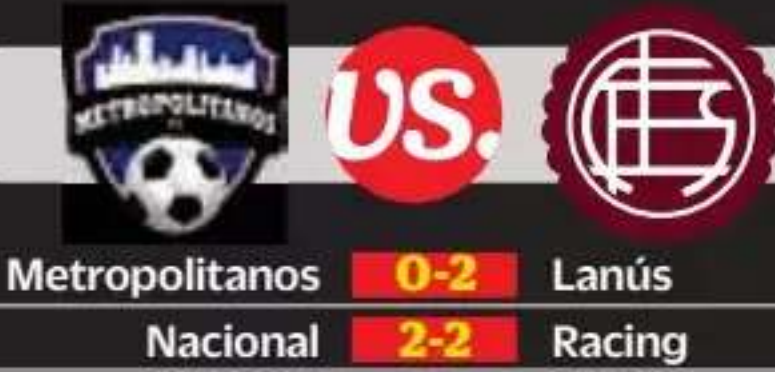 METROPOLITANOS
VS.
Metropolitanos 0-2 Lanús
Nacional 2-2 Racing